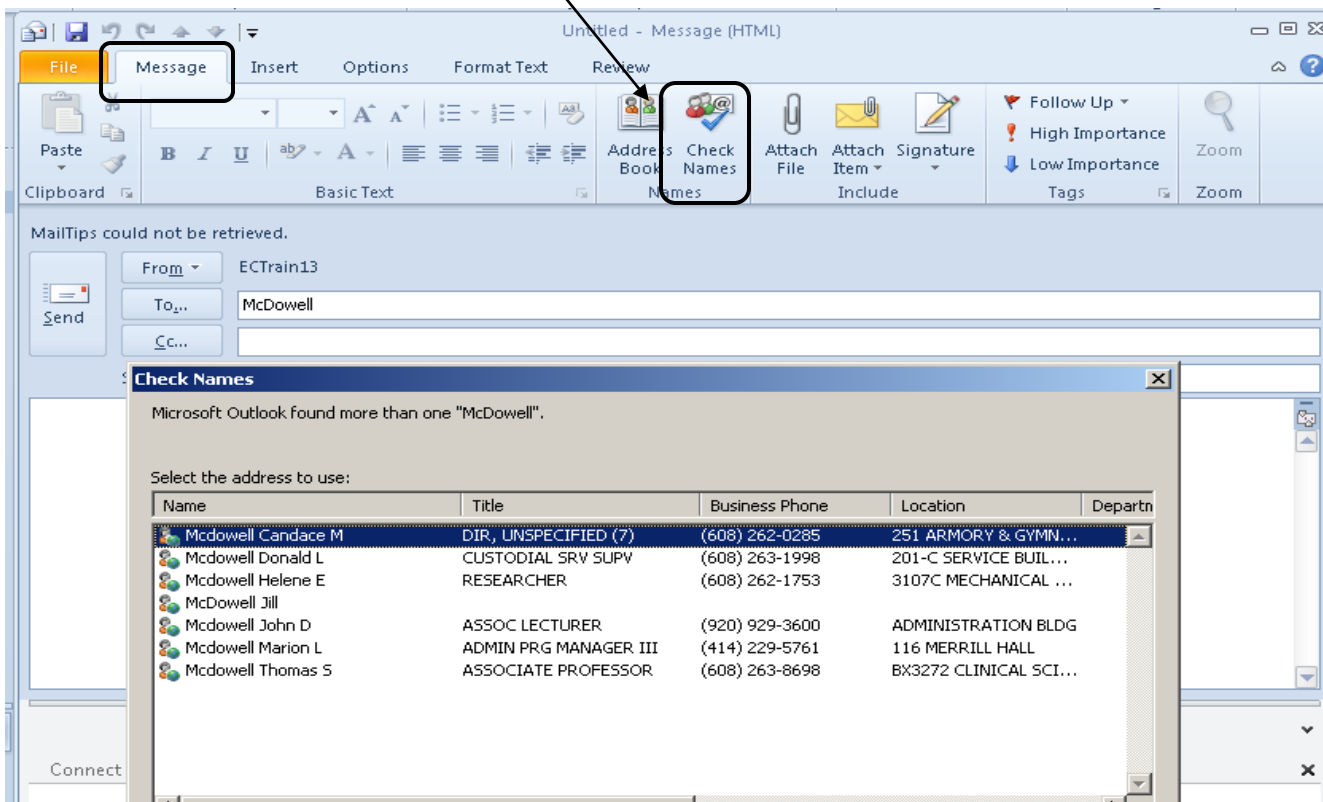 Untitled - Message (HTML)
File Message Insert Options Format Text Review
Paste
Clipboard
B I U ab A
A A
Aa
Basic Text
Address Book
Check Names
Names
Attach File
Attach Item
Signature
Include
Follow Up
High Importance
Low Importance
Tags
Zoom
Zoom
MailTips could not be retrieved.
Send
From ECTrain13
To... McDowell
Cc...
Check Names
Microsoft Outlook found more than one "McDowell".
Select the address to use:
Name Title Business Phone Location Departn
Mcdowell Candace M DIR, UNSPECIFIED (7) (608) 262-0285 251 ARMORY & GYMN...
Mcdowell Donald L CUSTODIAL SRV SUPV (608) 263-1998 201-C SERVICE BUIL...
Mcdowell Helene E RESEARCHER (608) 262-1753 3107C MECHANICAL ...
McDowell Jill
Mcdowell John D ASSOC LECTURER (920) 929-3600 ADMINISTRATION BLDG
Mcdowell Marion L ADMIN PRG MANAGER III (414) 229-5761 116 MERRILL HALL
Mcdowell Thomas S ASSOCIATE PROFESSOR (608) 263-8698 BX3272 CLINICAL SCI...
Connect